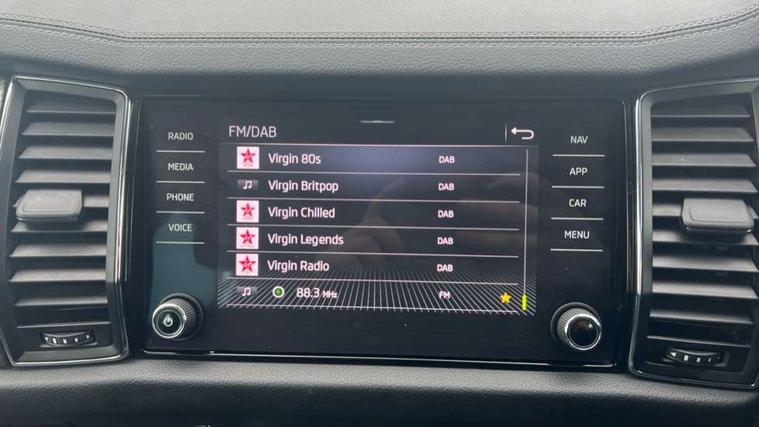 FM/DAB
RADIO
MEDIA
PHONE
VOICE
Virgin 80s DAB
Virgin Britpop DAB
Virgin Chilled DAB
Virgin Legends DAB
Virgin Radio DAB
88.3 MHz FM
NAV
APP
CAR
MENU